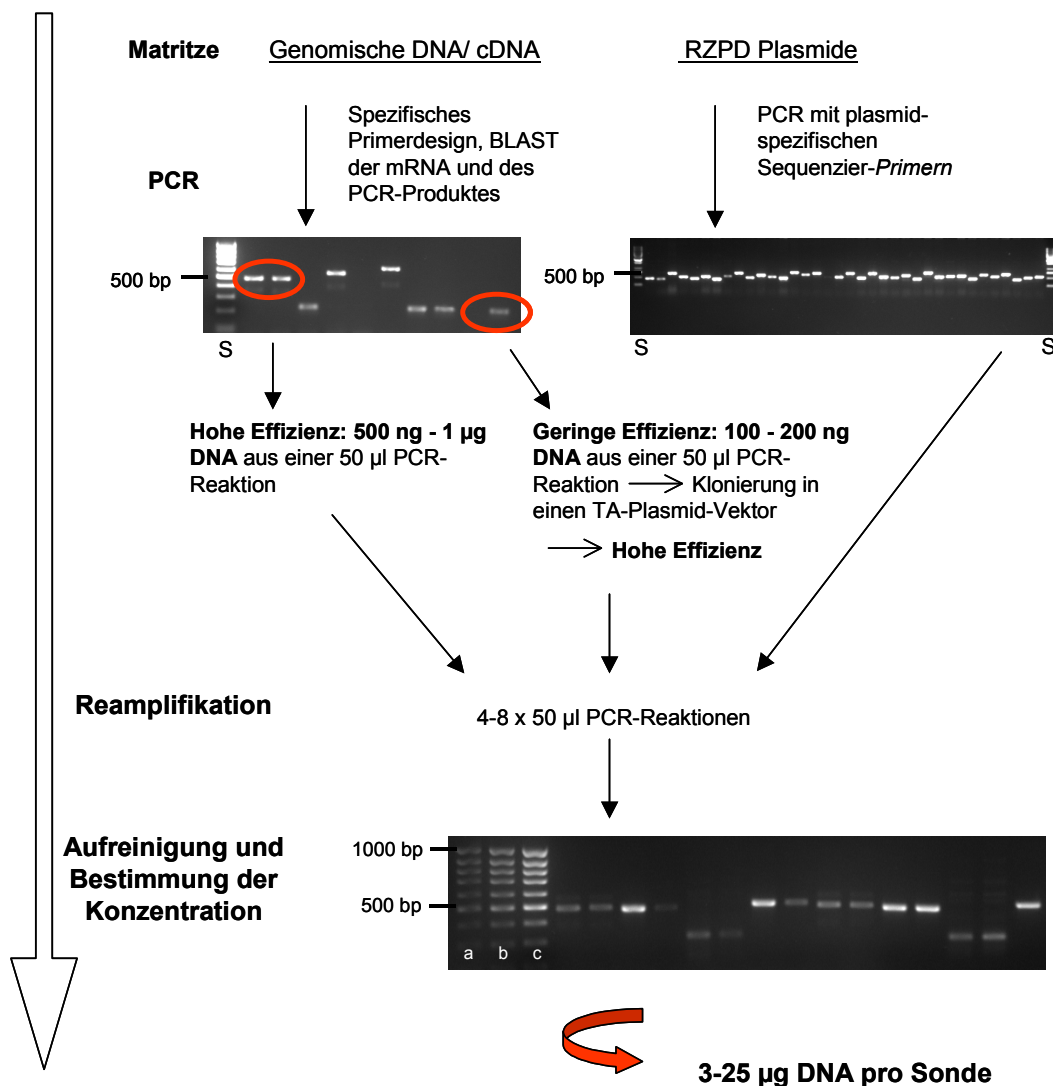 Matritze
Genomische DNA/ cDNA
RZPD Plasmide
Spezifisches
Primerdesign, BLAST
der mRNA und des
PCR-Produktes
PCR mit plasmid-
spezifischen
Sequenzier-Primern
PCR
500 bp
500 bp
S
S
S
Hohe Effizienz: 500 ng - 1 µg
DNA aus einer 50 µl PCR-
Reaktion
Geringe Effizienz: 100 - 200 ng
DNA aus einer 50 µl PCR-
Reaktion → Klonierung in
einen TA-Plasmid-Vektor
→ Hohe Effizienz
Reamplifikation
4-8 x 50 µl PCR-Reaktionen
Aufreinigung und
Bestimmung der
Konzentration
1000 bp
500 bp
a b c
3-25 µg DNA pro Sonde